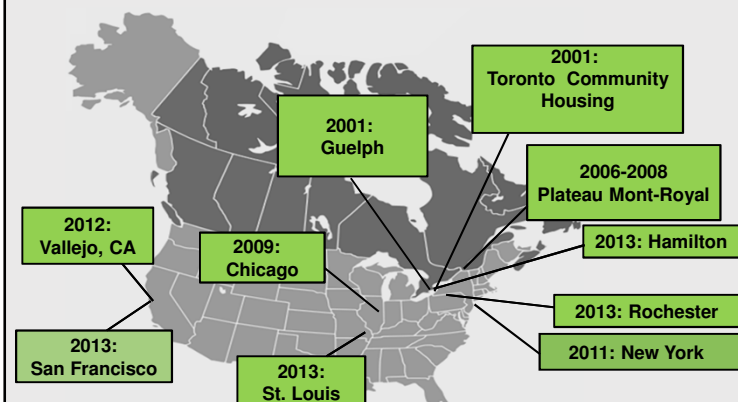 2001:
Toronto Community
Housing
2001:
Guelph
2006-2008
Plateau Mont-Royal
2012:
Vallejo, CA
2009:
Chicago
2013: Hamilton
2013: Rochester
2013:
San Francisco
2011: New York
2013:
St. Louis